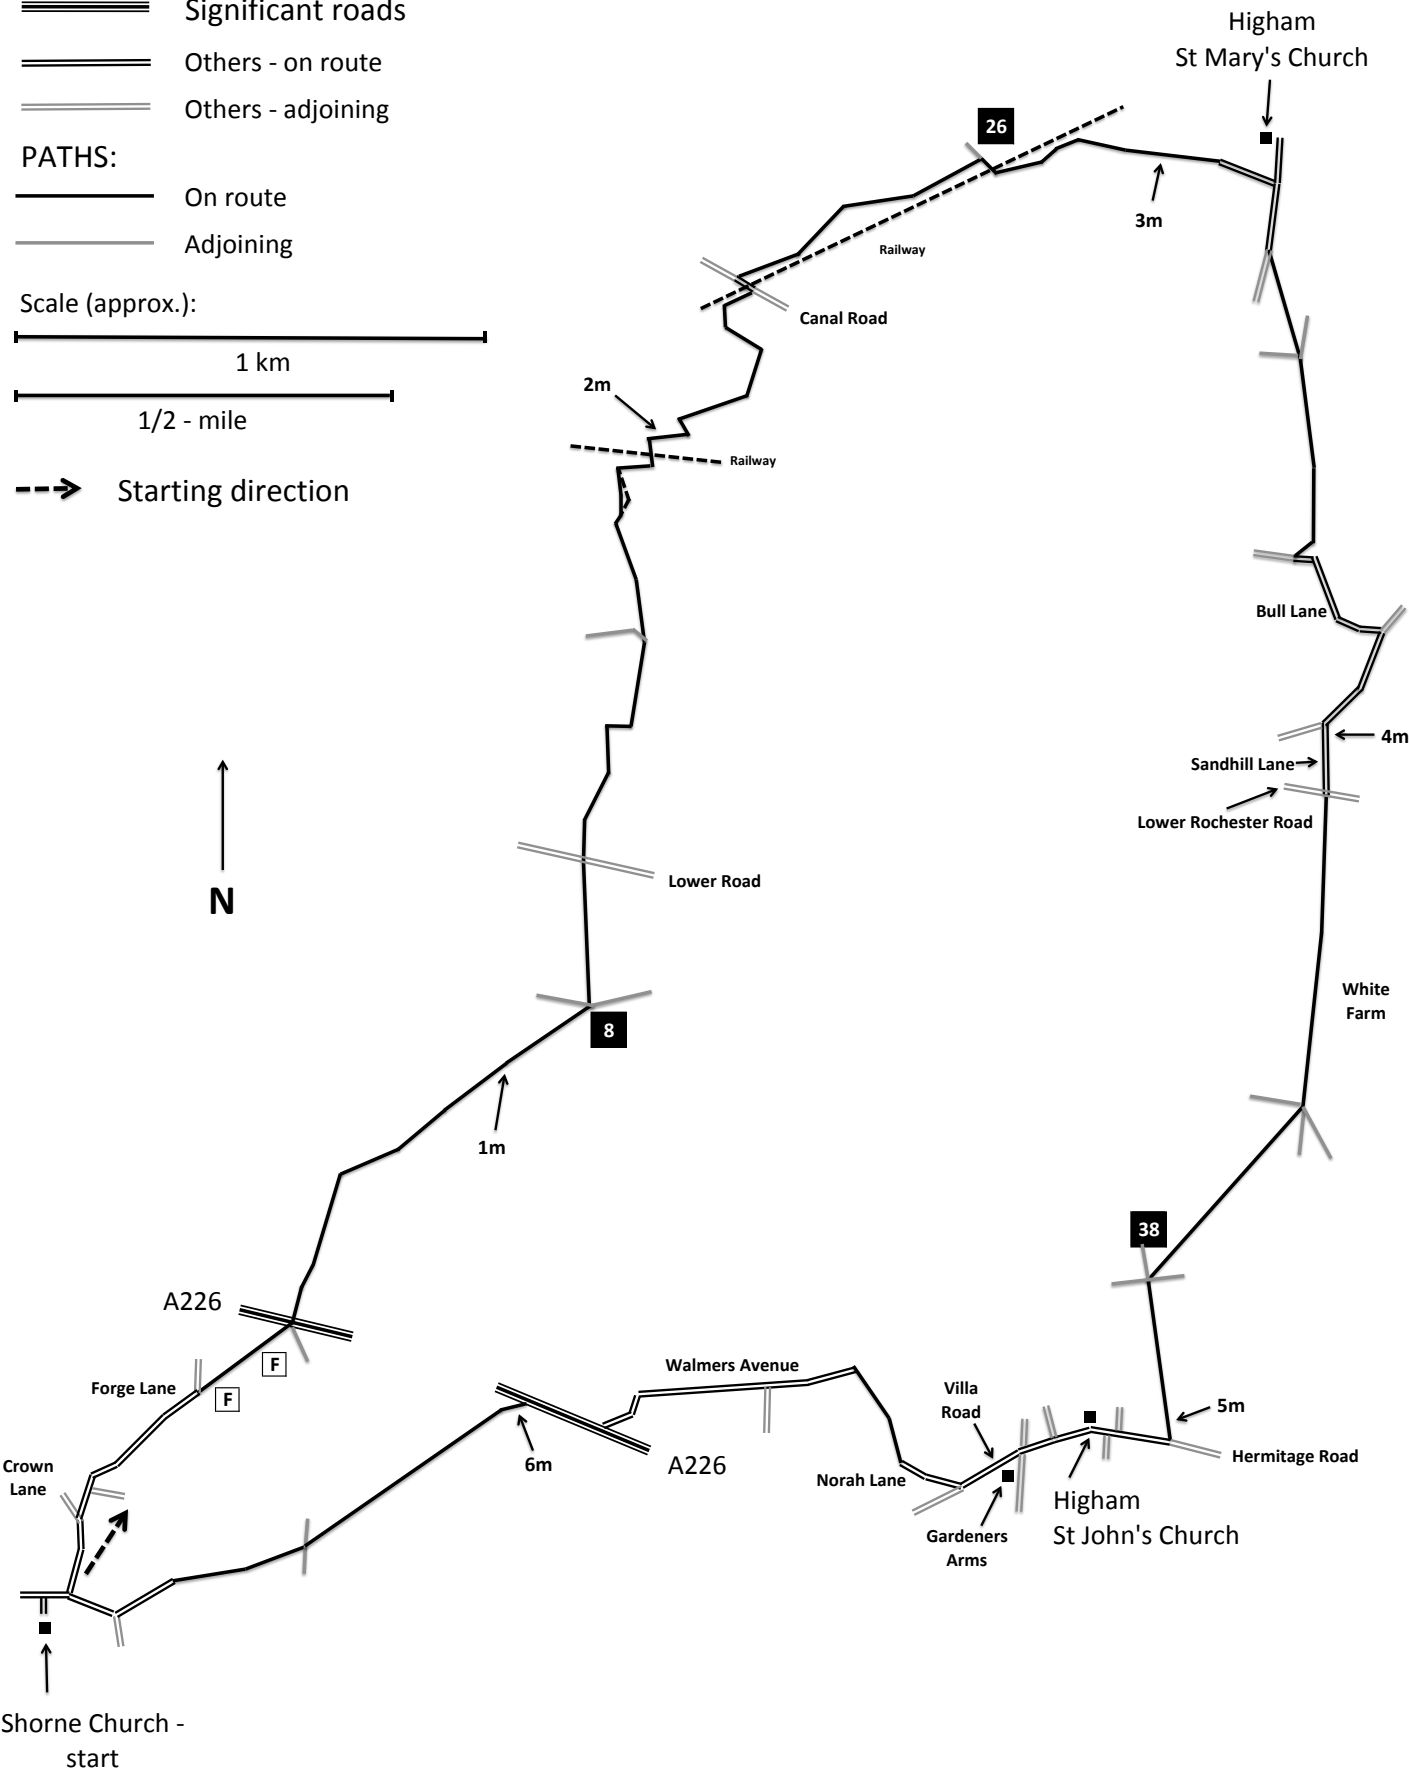 Significant roads
Others - on route
Others - adjoining
PATHS:
On route
Adjoining
Scale (approx.):
1 km
1/2 - mile
Starting direction
N
Higham
St Mary's Church
26
3m
Railway
Canal Road
2m
Railway
Bull Lane
4m
Sandhill Lane
Lower Rochester Road
Lower Road
White
Farm
8
1m
38
A226
F
Forge Lane
F
Walmers Avenue
Villa
Road
5m
Crown
Lane
6m
A226
Norah Lane
Hermitage Road
Higham
St John's Church
Gardeners
Arms
Shorne Church -
start